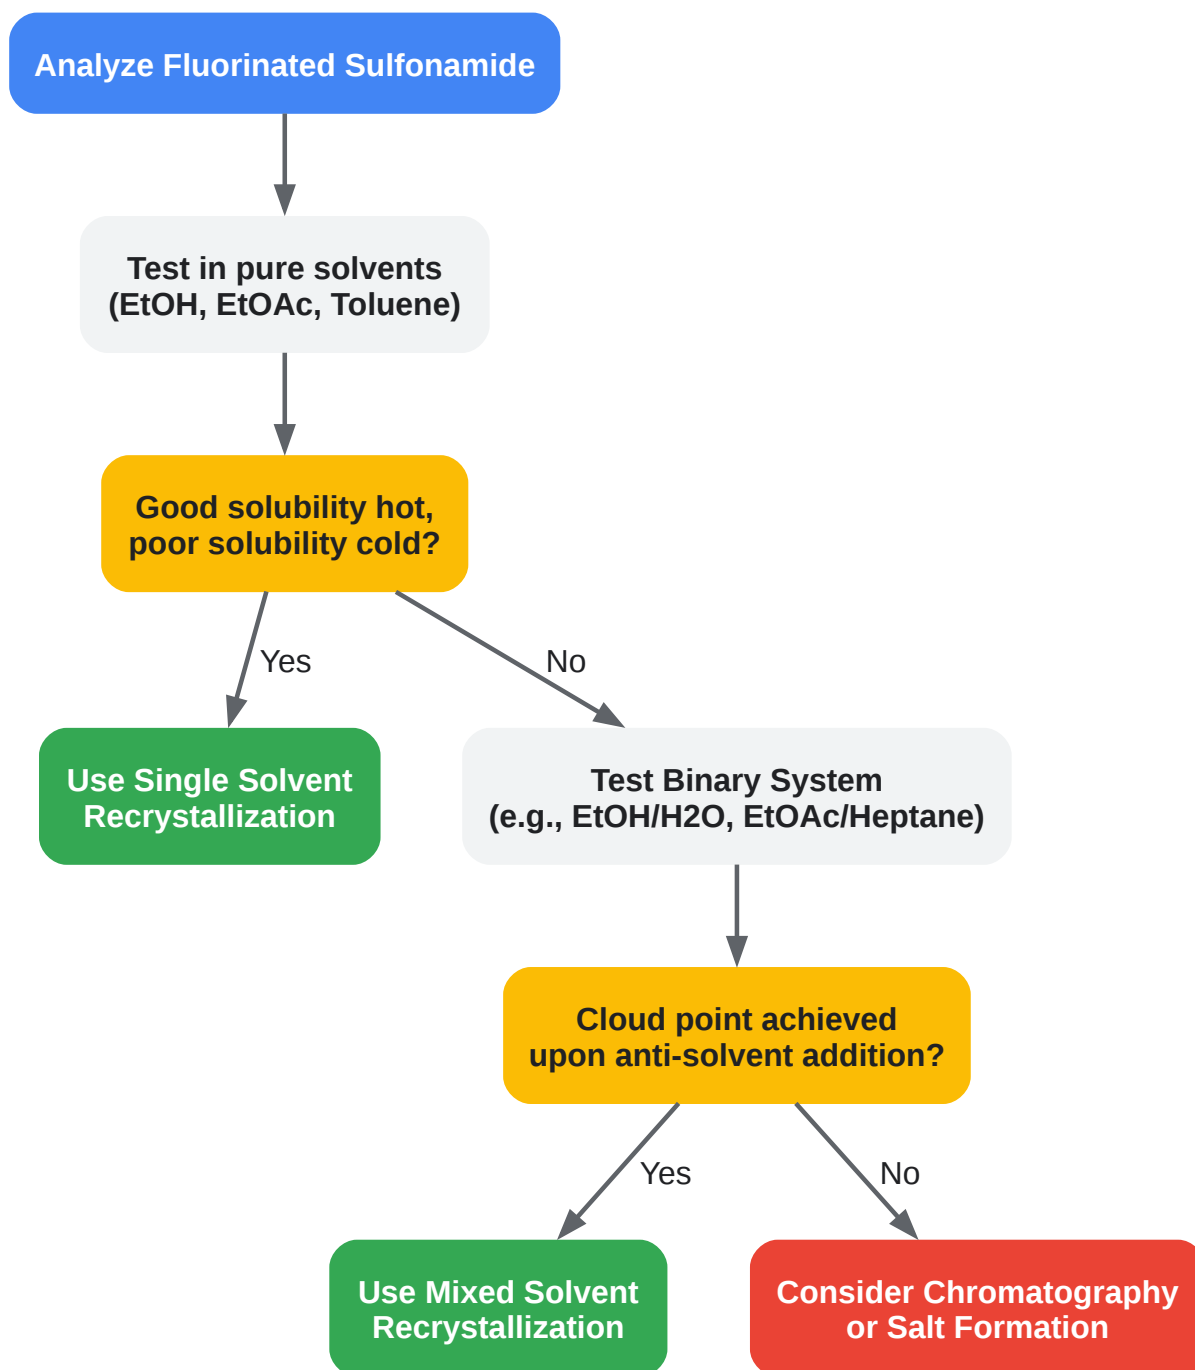 Analyze Fluorinated Sulfonamide
Test in pure solvents
(EtOH, EtOAc, Toluene)
Good solubility hot,
poor solubility cold?
Yes
No
Use Single Solvent
Recrystallization
Test Binary System
(e.g., EtOH/H2O, EtOAc/Heptane)
Cloud point achieved
upon anti-solvent addition?
Yes
No
Use Mixed Solvent
Recrystallization
Consider Chromatography
or Salt Formation